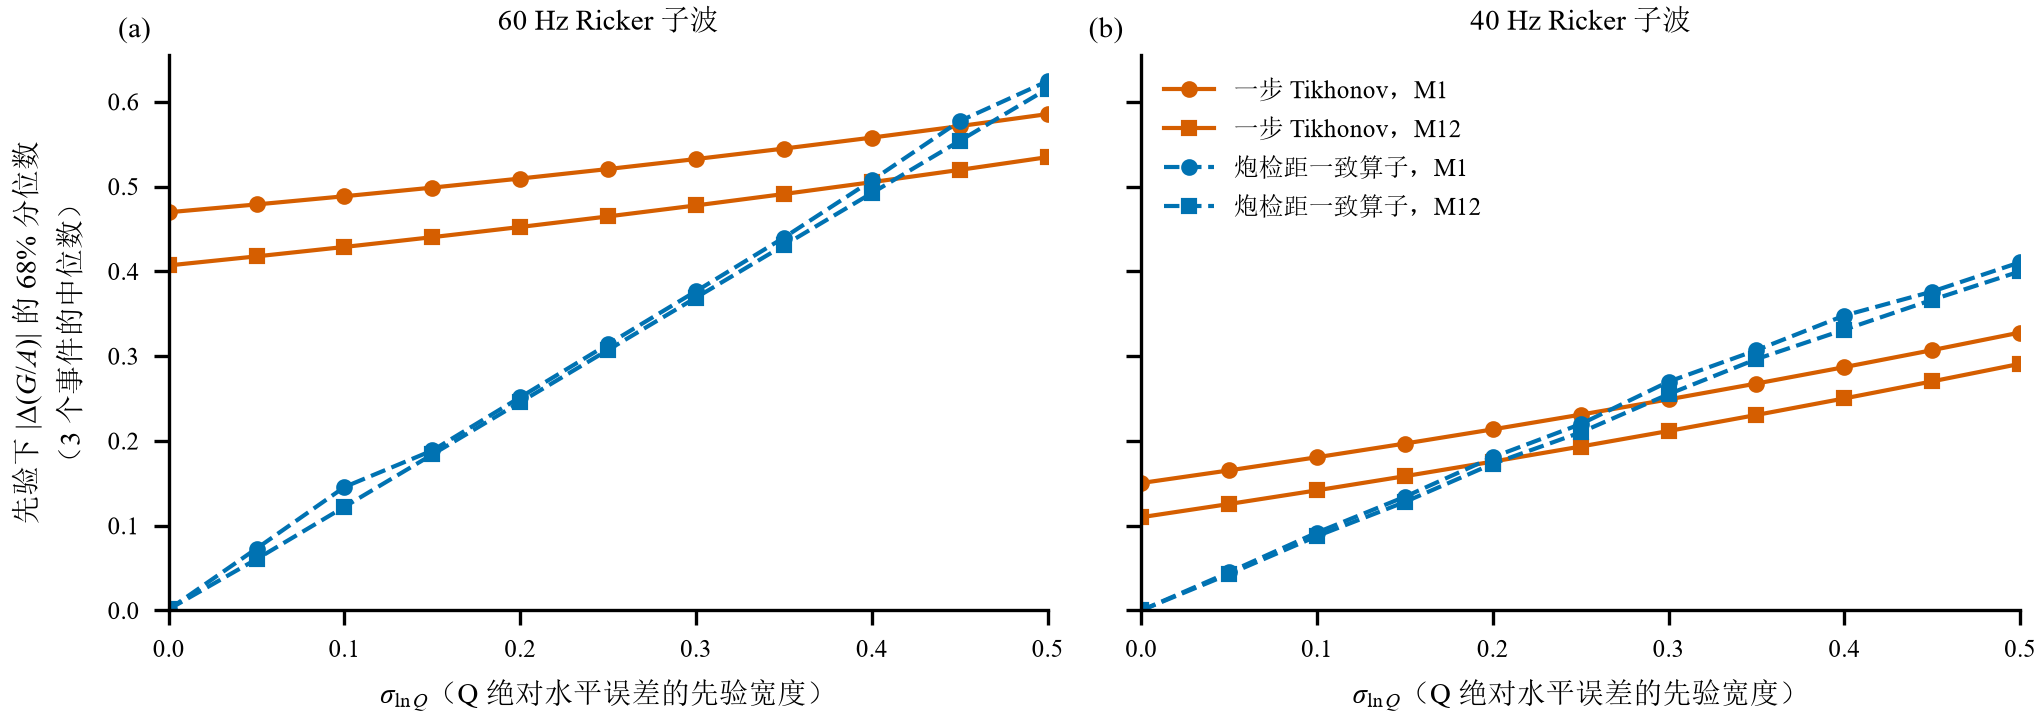 (a)
60 Hz Ricker 子波
先验下 |Δ(G/A)| 的 68% 分位数
（3 个事件的中位数）
0.6
0.5
0.4
0.3
0.2
0.1
0.0
0.0 0.1 0.2 0.3 0.4 0.5
σln Q（Q 绝对水平误差的先验宽度）
(b)
40 Hz Ricker 子波
一步 Tikhonov，M1
一步 Tikhonov，M12
炮检距一致算子，M1
炮检距一致算子，M12
0.0 0.1 0.2 0.3 0.4 0.5
σln Q（Q 绝对水平误差的先验宽度）